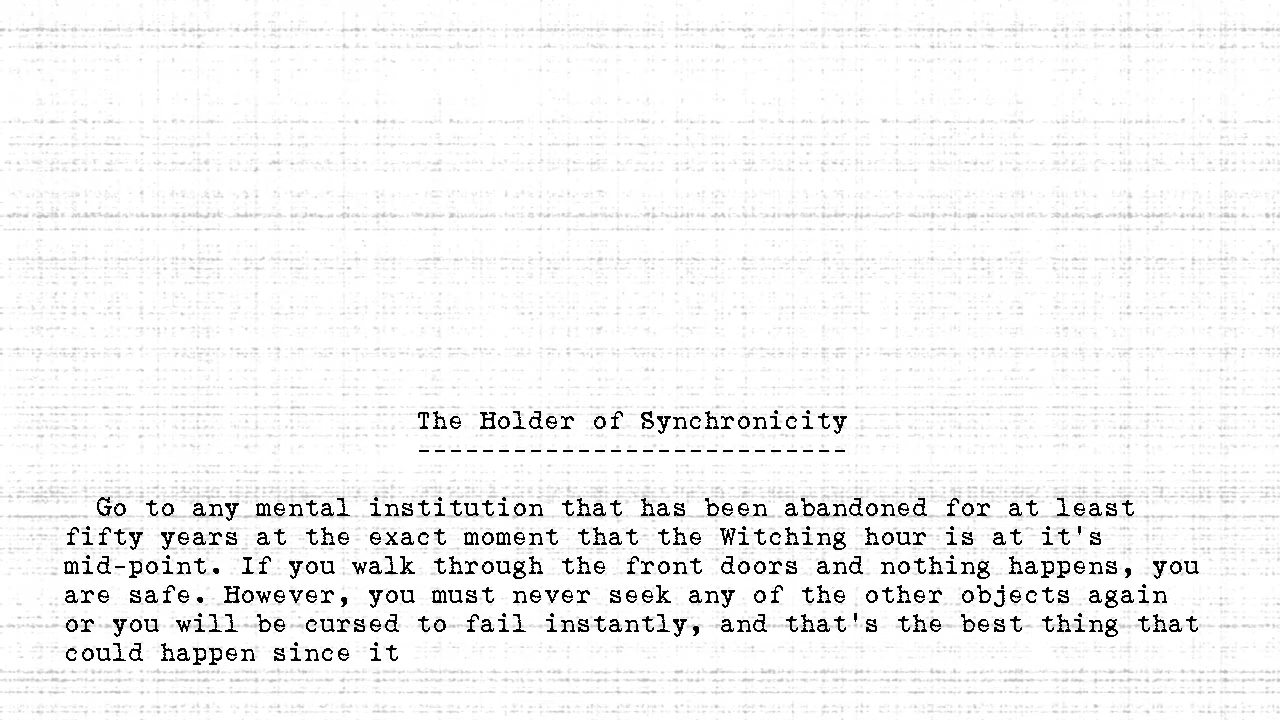 The Holder of Synchronicity
---------------------------
Go to any mental institution that has been abandoned for at least
fifty years at the exact moment that the Witching hour is at it's
mid-point. If you walk through the front doors and nothing happens, you
are safe. However, you must never seek any of the other objects again
or you will be cursed to fail instantly, and that's the best thing that
could happen since it